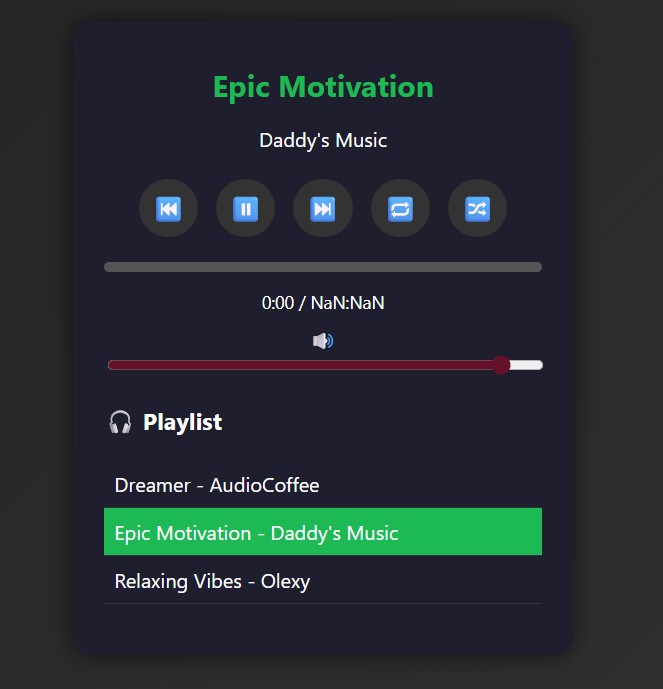 Epic Motivation
Daddy's Music
0:00 / NaN:NaN
Playlist
Dreamer - AudioCoffee
Epic Motivation - Daddy's Music
Relaxing Vibes - Olexy